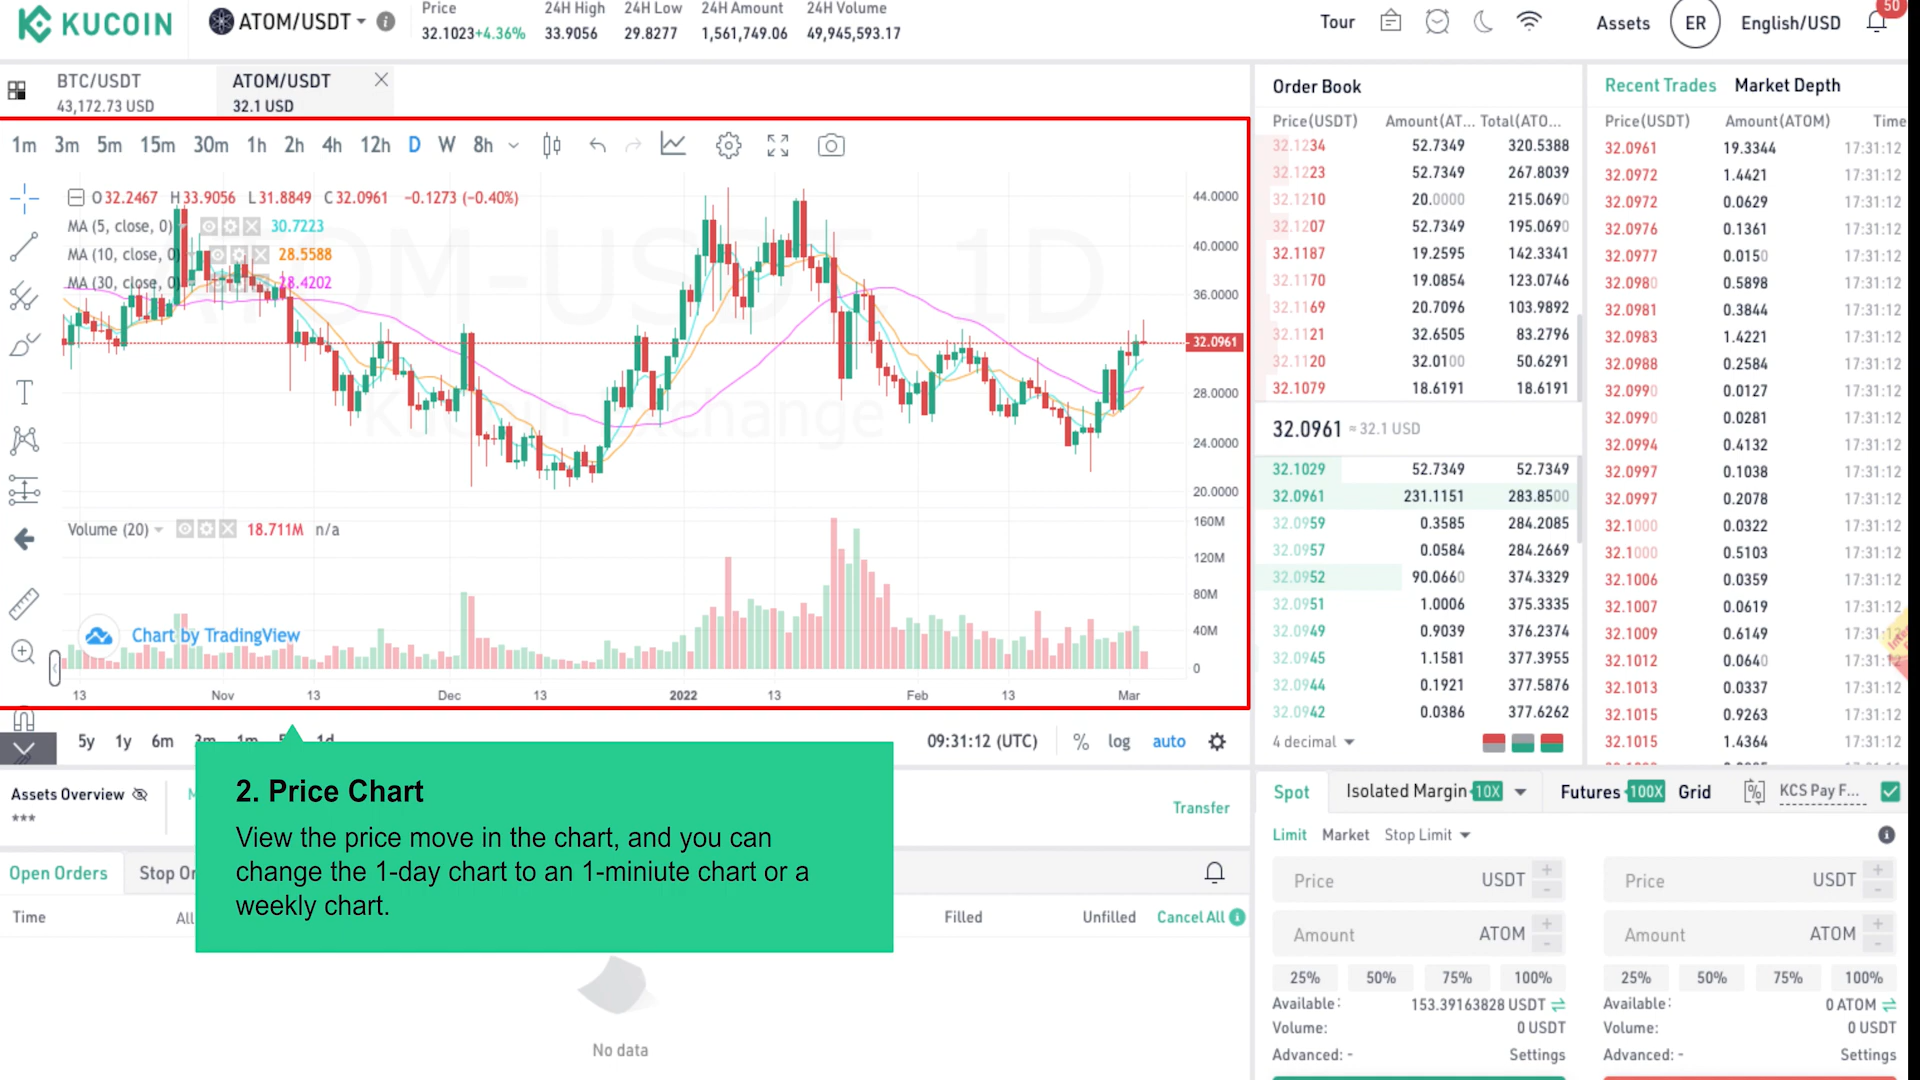 KUCOIN
ATOM/USDT
Price
32.1023+4.36%
24H High
33.9056
24H Low
29.8277
24H Amount
1,561,749.06
24H Volume
49,945,593.17
Tour
Assets
ER
English/USD
50
BTC/USDT
43,172.73 USD
ATOM/USDT
32.1 USD
1m 3m 5m 15m 30m 1h 2h 4h 12h D W 8h
O32.2467 H33.9056 L31.8849 C32.0961 -0.1273 (-0.40%)
MA (5, close, 0) 30.7223
MA (10, close, 0) 28.5588
MA (30, close, 0) 28.4202
44.0000
40.0000
36.0000
32.0961
28.0000
24.0000
20.0000
Volume (20) 18.711M n/a
160M
120M
80M
40M
0
Chart by TradingView
13 Nov 13 Dec 13 2022 13 Feb 13 Mar
5y 1y 6m 3m 1m 1d
09:31:12 (UTC) % log auto
2. Price Chart
View the price move in the chart, and you can
change the 1-day chart to an 1-miniute chart or a
weekly chart.
Assets Overview
***
Transfer
Open Orders
Stop Or
Time
All
Filled
Unfilled
Cancel All
No data
Order Book
Price(USDT) Amount(AT... Total(ATO...
32.1234 52.7349 320.5388
32.1223 52.7349 267.8039
32.1210 20.0000 215.0690
32.1207 52.7349 195.0690
32.1187 19.2595 142.3341
32.1170 19.0854 123.0746
32.1169 20.7096 103.9892
32.1121 32.6505 83.2796
32.1120 32.0100 50.6291
32.1079 18.6191 18.6191
32.0961 ≈ 32.1 USD
32.1029 52.7349 52.7349
32.0961 231.1151 283.8500
32.0959 0.3585 284.2085
32.0957 0.0584 284.2669
32.0952 90.0660 374.3329
32.0951 1.0006 375.3335
32.0949 0.9039 376.2374
32.0945 1.1581 377.3955
32.0944 0.1921 377.5876
32.0942 0.0386 377.6262
4 decimal
Recent Trades Market Depth
Price(USDT) Amount(ATOM) Time
32.0961 19.3344 17:31:12
32.0972 1.4421 17:31:12
32.0972 0.0629 17:31:12
32.0976 0.1361 17:31:12
32.0977 0.0150 17:31:12
32.0980 0.5898 17:31:12
32.0981 0.3844 17:31:12
32.0983 1.4221 17:31:12
32.0988 0.2584 17:31:12
32.0990 0.0127 17:31:12
32.0990 0.0281 17:31:12
32.0994 0.4132 17:31:12
32.0997 0.1038 17:31:12
32.0997 0.2078 17:31:12
32.1000 0.0322 17:31:12
32.1000 0.5103 17:31:12
32.1006 0.0359 17:31:12
32.1007 0.0619 17:31:12
32.1009 0.6149 17:31:12
32.1012 0.0640 17:31:12
32.1013 0.0337 17:31:12
32.1015 0.9263 17:31:12
32.1015 1.4364 17:31:12
Spot Isolated Margin 10X Futures 100X Grid KCS Pay F...
Limit Market Stop Limit
Price USDT + -
Amount ATOM + -
25% 50% 75% 100%
Available: 153.39163828 USDT
Volume: 0 USDT
Advanced: - Settings
Price USDT + -
Amount ATOM + -
25% 50% 75% 100%
Available: 0 ATOM
Volume: 0 USDT
Advanced: - Settings